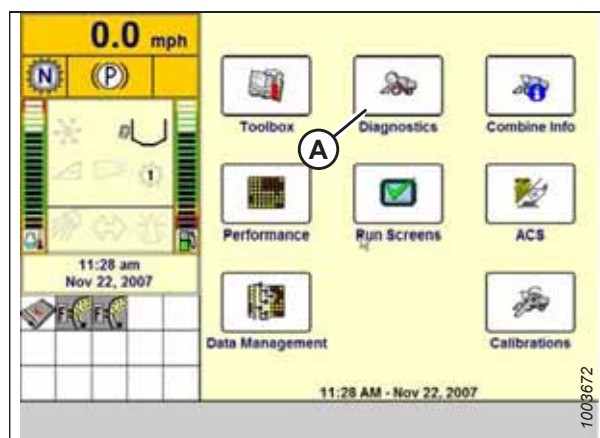 0.0 mph
N (P)
1
11:28 am
Nov 22, 2007
F F
Toolbox
Diagnostics
Combine Info
A
Performance
Run Screens
ACS
Data Management
Calibrations
11:28 AM - Nov 22, 2007
1003672